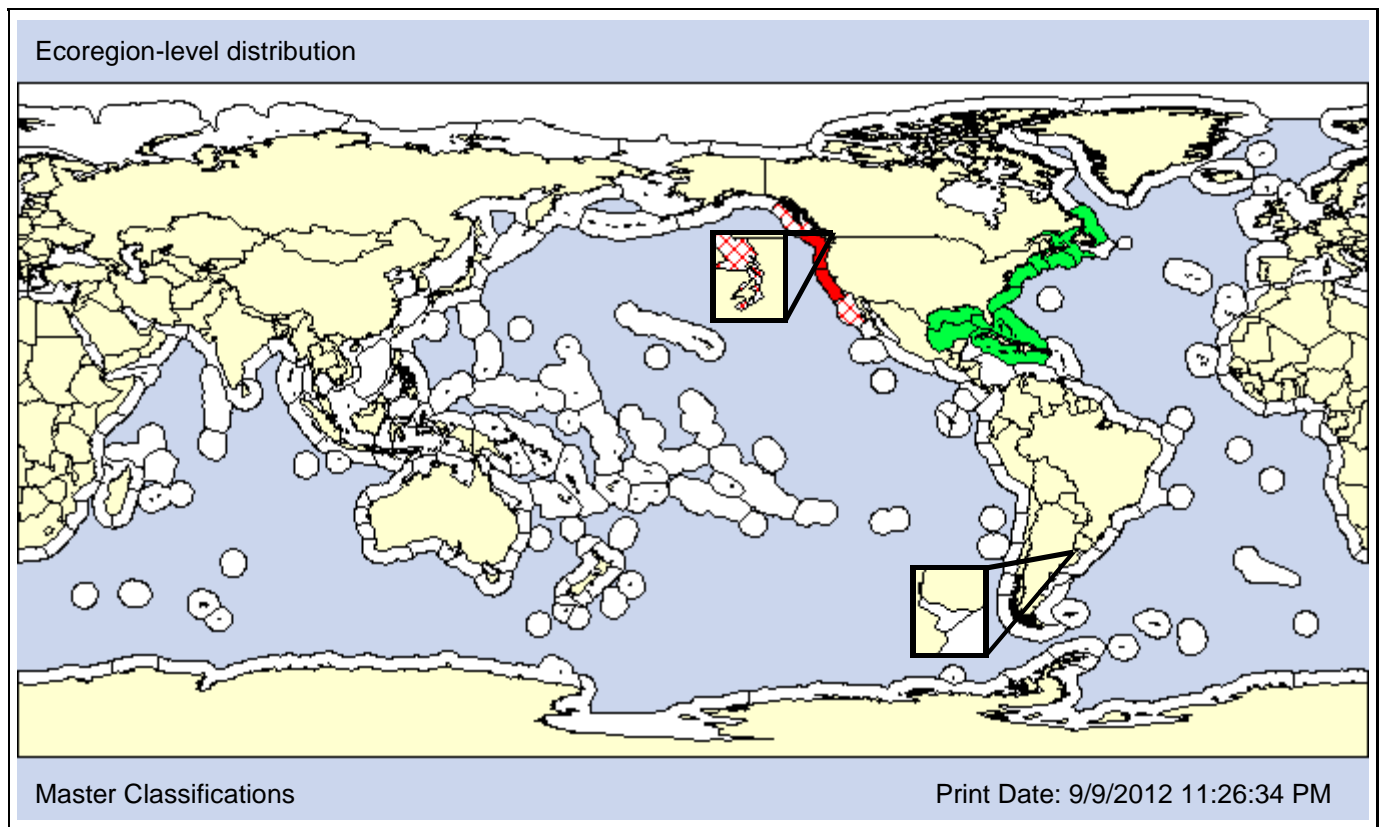 Ecoregion-level distribution
Master Classifications
Print Date: 9/9/2012 11:26:34 PM